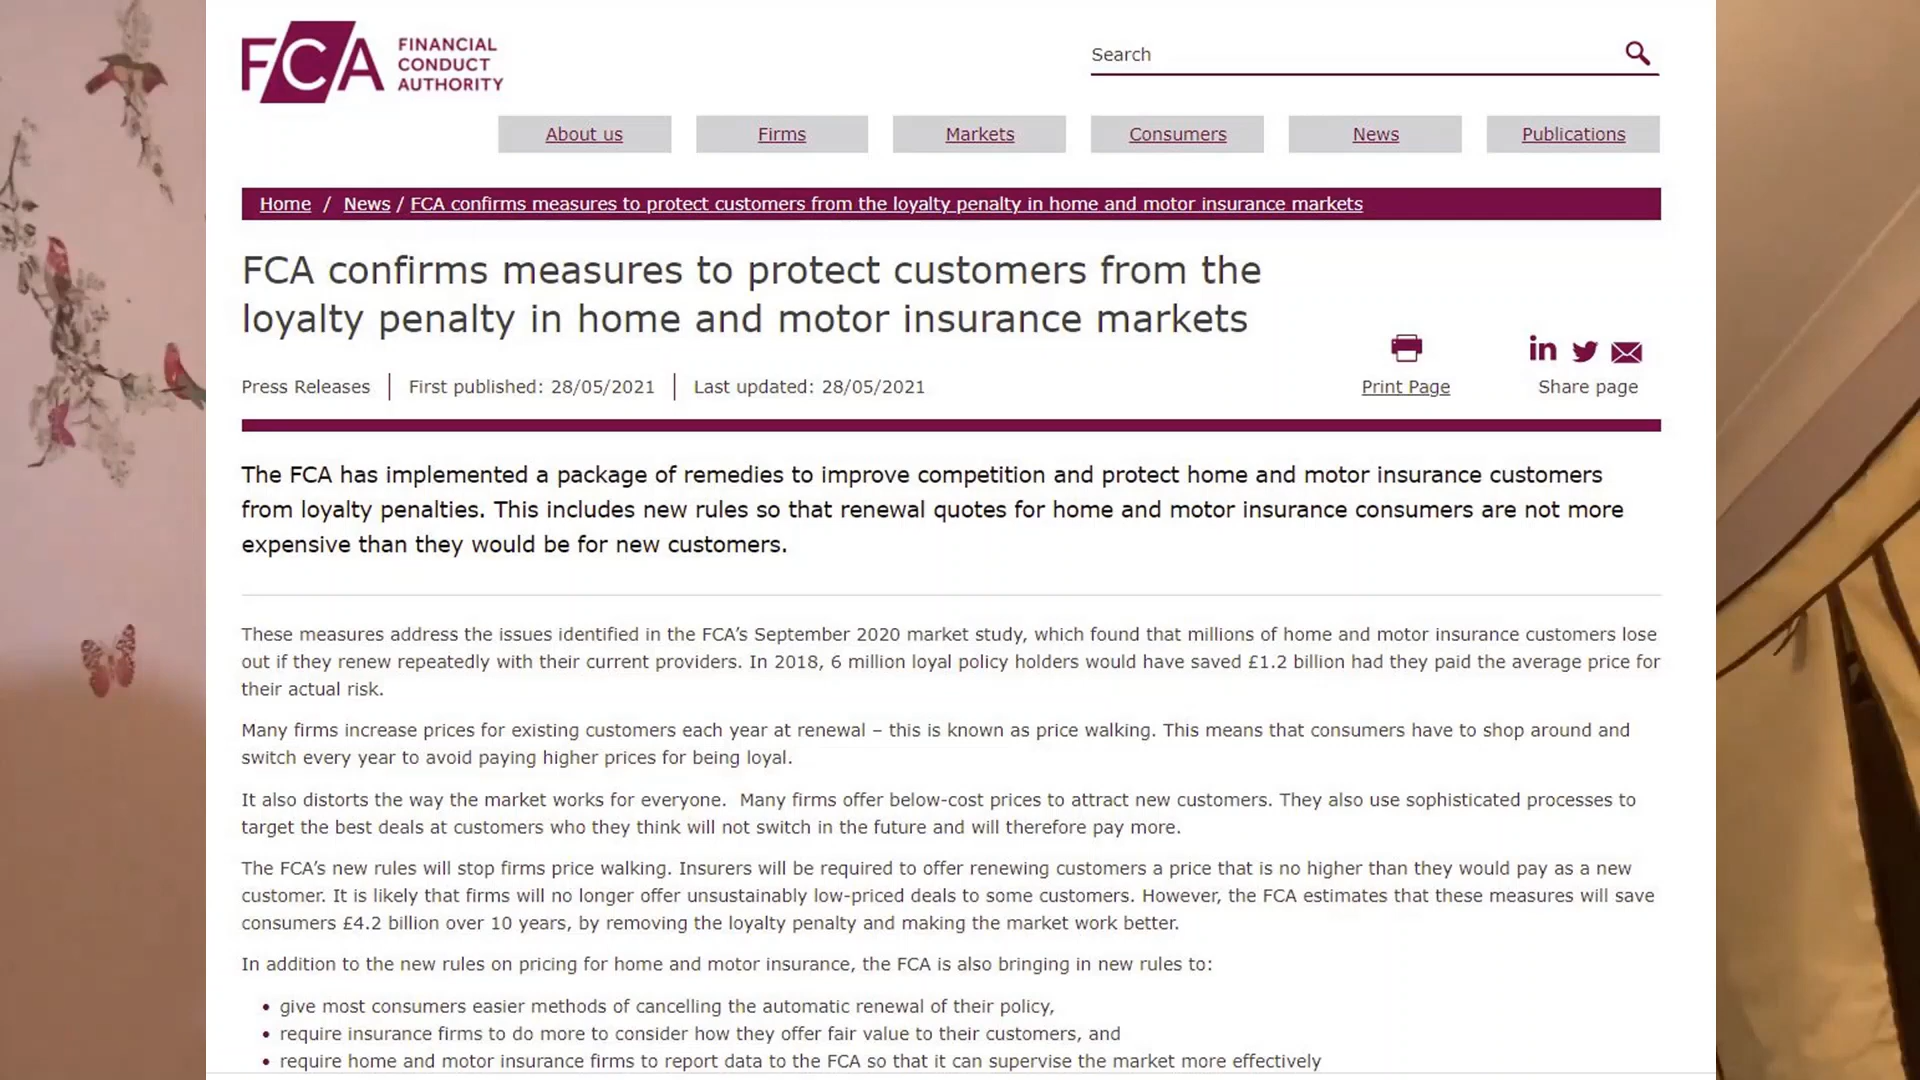 FCA FINANCIAL
CONDUCT
AUTHORITY
Search
About us Firms Markets Consumers News Publications
Home / News / FCA confirms measures to protect customers from the loyalty penalty in home and motor insurance markets
FCA confirms measures to protect customers from the
loyalty penalty in home and motor insurance markets
Press Releases First published: 28/05/2021 Last updated: 28/05/2021 Print Page in Share page
The FCA has implemented a package of remedies to improve competition and protect home and motor insurance customers
from loyalty penalties. This includes new rules so that renewal quotes for home and motor insurance consumers are not more
expensive than they would be for new customers.
These measures address the issues identified in the FCA’s September 2020 market study, which found that millions of home and motor insurance customers lose
out if they renew repeatedly with their current providers. In 2018, 6 million loyal policy holders would have saved £1.2 billion had they paid the average price for
their actual risk.
Many firms increase prices for existing customers each year at renewal – this is known as price walking. This means that consumers have to shop around and
switch every year to avoid paying higher prices for being loyal.
It also distorts the way the market works for everyone.  Many firms offer below-cost prices to attract new customers. They also use sophisticated processes to
target the best deals at customers who they think will not switch in the future and will therefore pay more.
The FCA’s new rules will stop firms price walking. Insurers will be required to offer renewing customers a price that is no higher than they would pay as a new
customer. It is likely that firms will no longer offer unsustainably low-priced deals to some customers. However, the FCA estimates that these measures will save
consumers £4.2 billion over 10 years, by removing the loyalty penalty and making the market work better.
In addition to the new rules on pricing for home and motor insurance, the FCA is also bringing in new rules to:
• give most consumers easier methods of cancelling the automatic renewal of their policy,
• require insurance firms to do more to consider how they offer fair value to their customers, and
• require home and motor insurance firms to report data to the FCA so that it can supervise the market more effectively